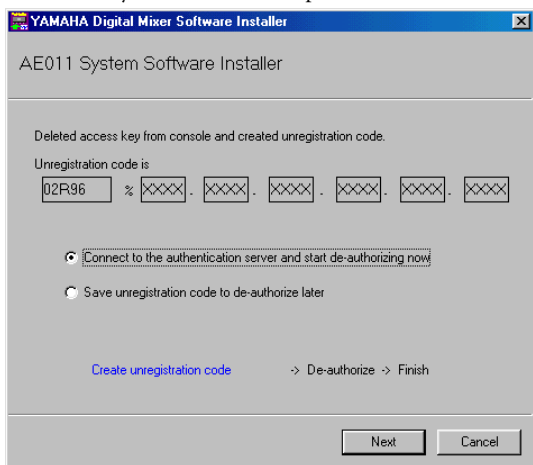 YAMAHA Digital Mixer Software Installer
AE011 System Software Installer
Deleted access key from console and created unregistration code.
Unregistration code is
02R96 % XXXX . XXXX . XXXX . XXXX . XXXX . XXXX
Connect to the authentication server and start de-authorizing now
Save unregistration code to de-authorize later
Create unregistration code -> De-authorize -> Finish
Next Cancel